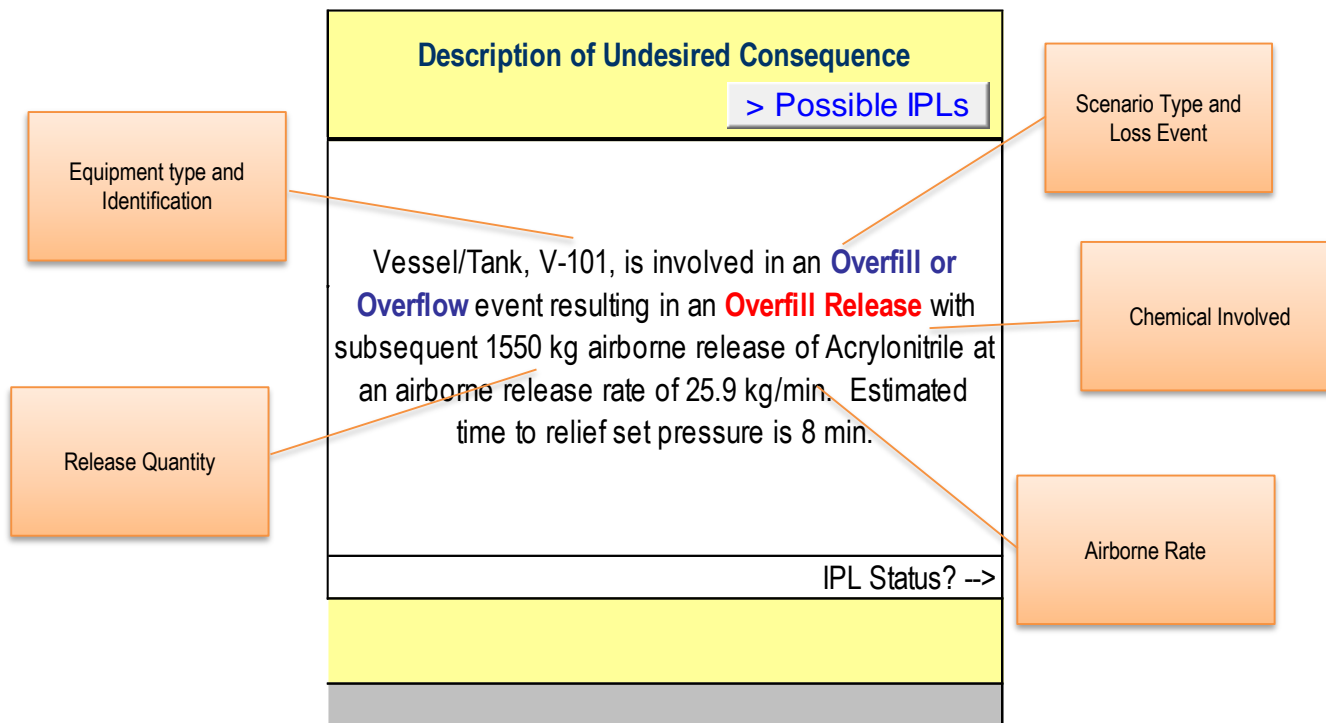 Description of Undesired Consequence
> Possible IPLs
Scenario Type and
Loss Event
Equipment type and
Identification
Vessel/Tank, V-101, is involved in an Overfill or
Overflow event resulting in an Overfill Release with
subsequent 1550 kg airborne release of Acrylonitrile at
an airborne release rate of 25.9 kg/min.  Estimated
time to relief set pressure is 8 min.
Chemical Involved
Release Quantity
Airborne Rate
IPL Status? -->